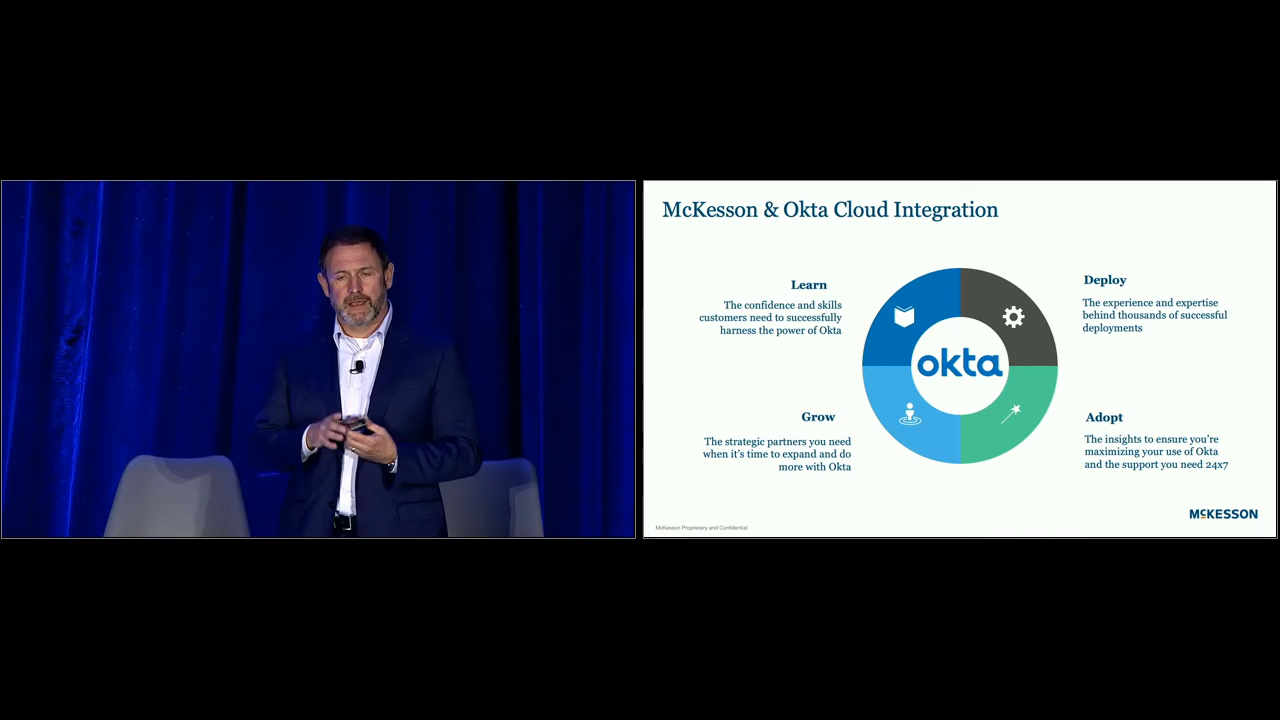 McKesson & Okta Cloud Integration
Learn
The confidence and skills
customers need to successfully
harness the power of Okta
Deploy
The experience and expertise
behind thousands of successful
deployments
okta
Grow
The strategic partners you need
when it's time to expand and do
more with Okta
Adopt
The insights to ensure you're
maximizing your use of Okta
and the support you need 24x7
McKesson Proprietary and Confidential
MCKESSON